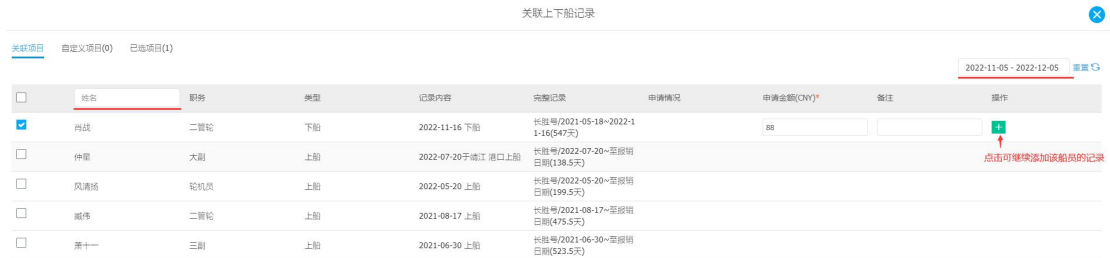 关联上下船记录
关联项目 自定义项目(0) 已选项目(1)
2022-11-05 - 2022-12-05 重置
姓名 职务 类型 记录内容 完整记录 申请情况 申请金额(CNY)* 备注 操作
肖战 二管轮 下船 2022-11-16 下船 长胜号/2021-05-18~2022-1
1-16(547天) 88
点击可继续添加该船员的记录
仲星 大副 上船 2022-07-20于靖江 港口上船 长胜号/2022-07-20~至报销
日期(138.5天)
风清扬 轮机员 上船 2022-05-20 上船 长胜号/2022-05-20~至报销
日期(199.5天)
臧伟 二管轮 上船 2021-08-17 上船 长胜号/2021-08-17~至报销
日期(475.5天)
萧十一 三副 上船 2021-06-30 上船 长胜号/2021-06-30~至报销
日期(523.5天)